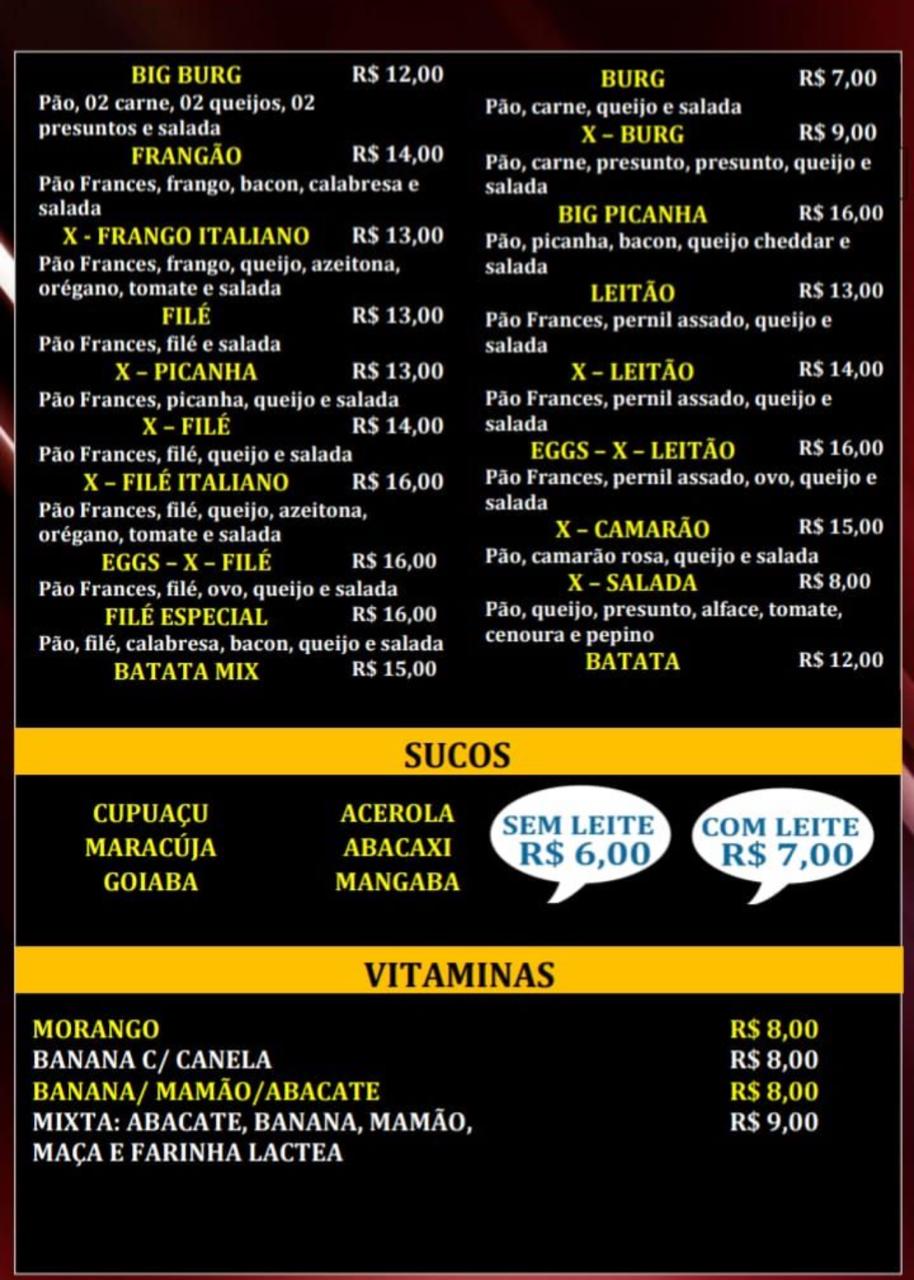 BIG BURG R$ 12,00
Pão, 02 carne, 02 queijos, 02
presuntos e salada
FRANGÃO R$ 14,00
Pão Frances, frango, bacon, calabresa e
salada
X - FRANGO ITALIANO R$ 13,00
Pão Frances, frango, queijo, azeitona,
orégano, tomate e salada
FILÉ R$ 13,00
Pão Frances, filé e salada
X – PICANHA R$ 13,00
Pão Frances, picanha, queijo e salada
X – FILÉ R$ 14,00
Pão Frances, filé, queijo e salada
X – FILÉ ITALIANO R$ 16,00
Pão Frances, filé, queijo, azeitona,
orégano, tomate e salada
EGGS – X – FILÉ R$ 16,00
Pão Frances, filé, ovo, queijo e salada
FILÉ ESPECIAL R$ 16,00
Pão, filé, calabresa, bacon, queijo e salada
BATATA MIX R$ 15,00
BURG R$ 7,00
Pão, carne, queijo e salada
X – BURG R$ 9,00
Pão, carne, presunto, presunto, queijo e
salada
BIG PICANHA R$ 16,00
Pão, picanha, bacon, queijo cheddar e
salada
LEITÃO R$ 13,00
Pão Frances, pernil assado, queijo e
salada
X – LEITÃO R$ 14,00
Pão Frances, pernil assado, queijo e
salada
EGGS – X – LEITÃO R$ 16,00
Pão Frances, pernil assado, ovo, queijo e
salada
X – CAMARÃO R$ 15,00
Pão, camarão rosa, queijo e salada
X – SALADA R$ 8,00
Pão, queijo, presunto, alface, tomate,
cenoura e pepino
BATATA R$ 12,00
SUCOS
CUPUAÇU
MARACÚJA
GOIABA
ACEROLA
ABACAXI
MANGABA
SEM LEITE
R$ 6,00
COM LEITE
R$ 7,00
VITAMINAS
MORANGO R$ 8,00
BANANA C/ CANELA R$ 8,00
BANANA/ MAMÃO/ABACATE R$ 8,00
MIXTA: ABACATE, BANANA, MAMÃO, R$ 9,00
MAÇA E FARINHA LACTEA